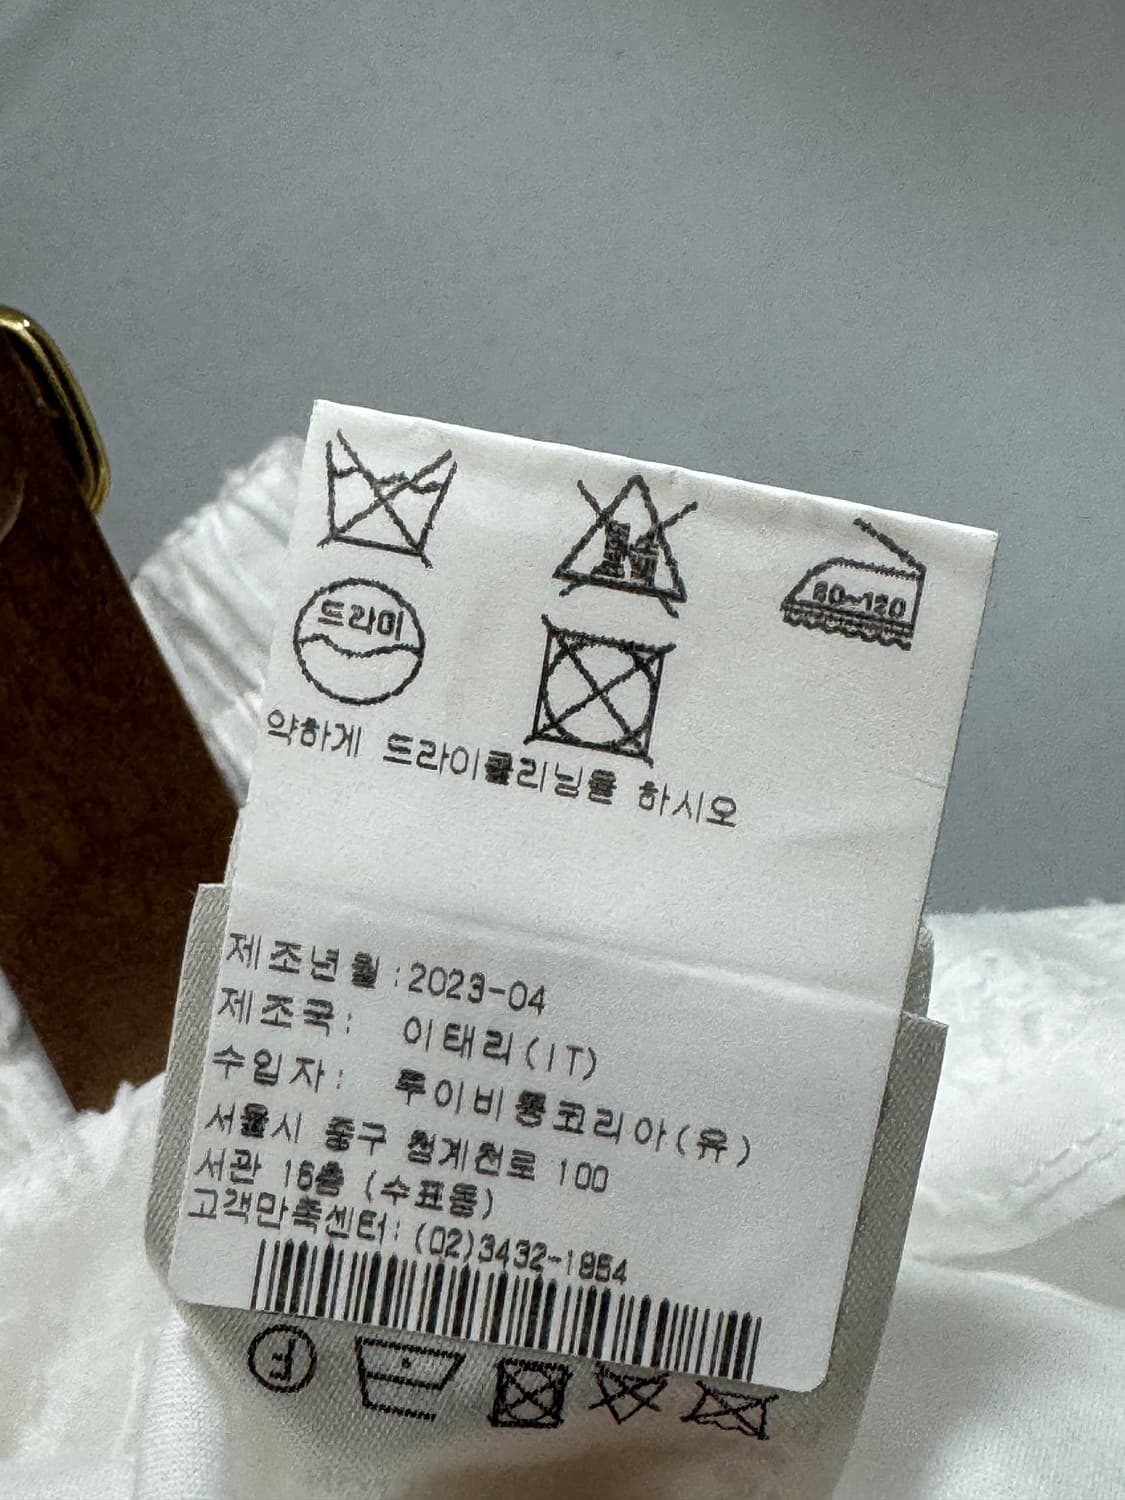 60~120
드라이
약하게 드라이클리닝을 하시오
제조년월:2023-04
제조국: 이태리(IT)
수입자: 루이비통코리아(유)
서울시 중구 청계천로 100
서관 16층 (수표동)
고객만족센터: (02)3432-1854
F